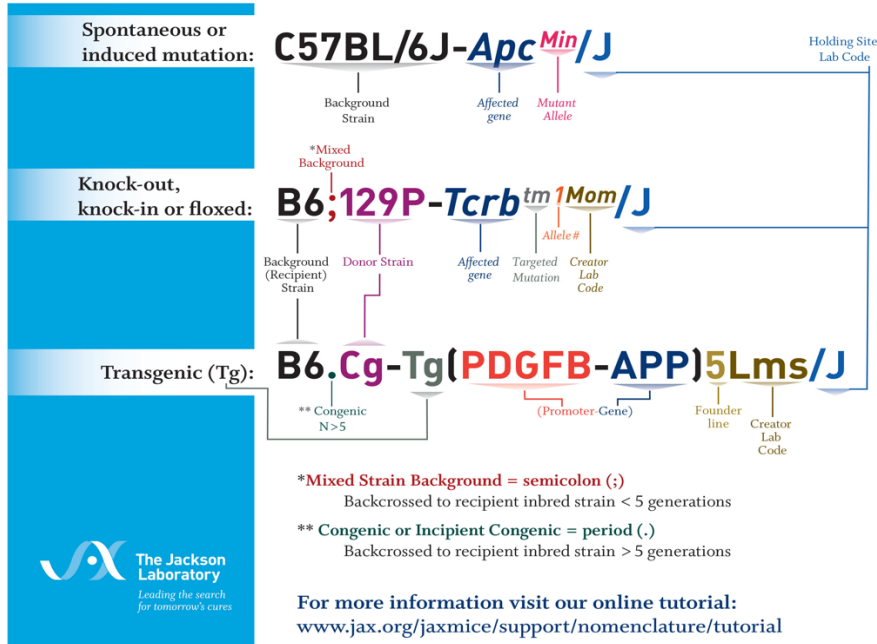 Spontaneous or
induced mutation:
C57BL/6J-Apc Min/J
Holding Site
Lab Code
Background
Strain
Affected
gene
Mutant
Allele
*Mixed
Background
Knock-out,
knock-in or floxed:
B6;129P-Tcrb tm1Mom/J
Allele #
Background
(Recipient)
Strain
Donor Strain
Affected
gene
Targeted
Mutation
Creator
Lab
Code
Transgenic (Tg):
B6.Cg-Tg(PDGFB-APP)5Lms/J
** Congenic
N>5
(Promoter-Gene)
Founder
line
Creator
Lab
Code
*Mixed Strain Background = semicolon (;)
Backcrossed to recipient inbred strain < 5 generations
** Congenic or Incipient Congenic = period (.)
Backcrossed to recipient inbred strain > 5 generations
The Jackson
Laboratory
Leading the search
for tomorrow's cures
For more information visit our online tutorial:
www.jax.org/jaxmice/support/nomenclature/tutorial